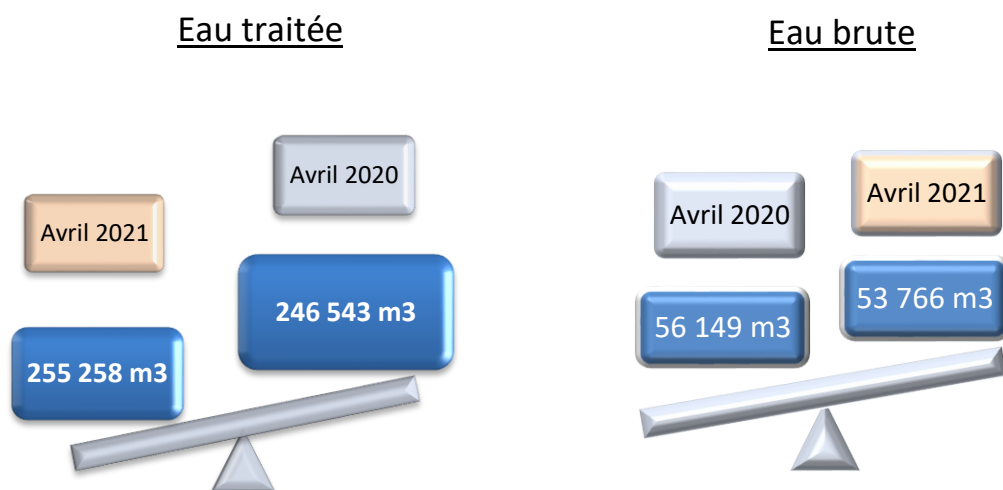 Eau traitée
Avril 2020
Avril 2021
246 543 m3
255 258 m3
Eau brute
Avril 2021
Avril 2020
53 766 m3
56 149 m3